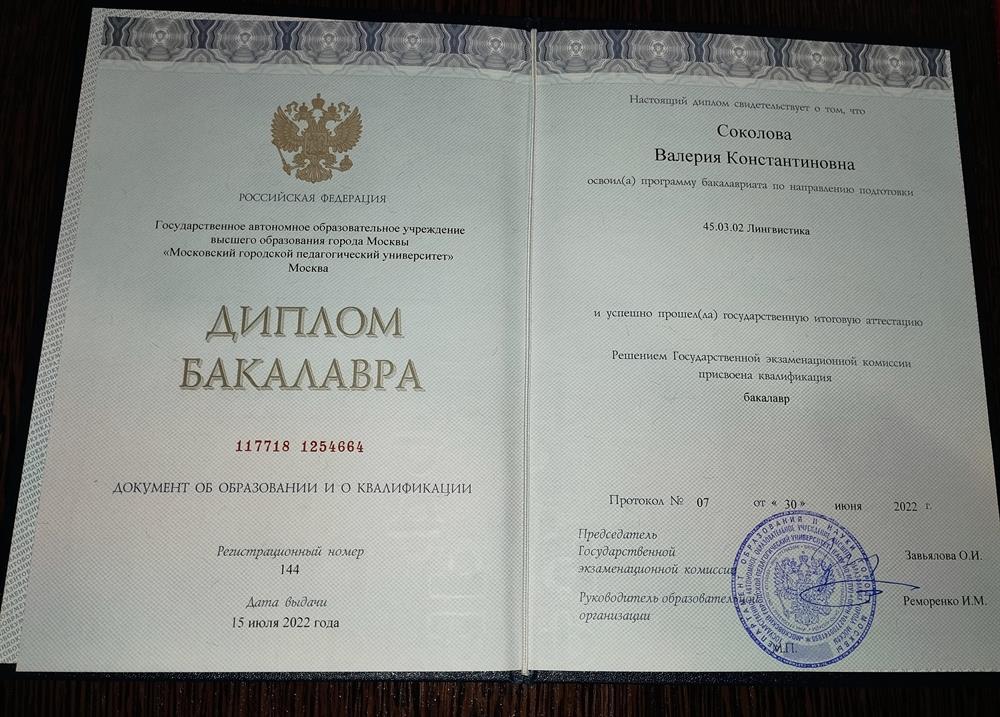 РОССИЙСКАЯ ФЕДЕРАЦИЯ
Государственное автономное образовательное учреждение
высшего образования города Москвы
«Московский городской педагогический университет»
Москва
ДИПЛОМ
БАКАЛАВРА
117718 1254664
ДОКУМЕНТ ОБ ОБРАЗОВАНИИ И О КВАЛИФИКАЦИИ
Регистрационный номер
144
Дата выдачи
15 июля 2022 года
Настоящий диплом свидетельствует о том, что
Соколова
Валерия Константиновна
освоил(а) программу бакалавриата по направлению подготовки
45.03.02 Лингвистика
и успешно прошел(ла) государственную итоговую аттестацию
Решением Государственной экзаменационной комиссии
присвоена квалификация
бакалавр
Протокол № 07 от « 30 » июня 2022 г.
Председатель
Государственной
экзаменационной комиссии Завьялова О.И.
Руководитель образовательной Реморенко И.М.
организации
М.П.